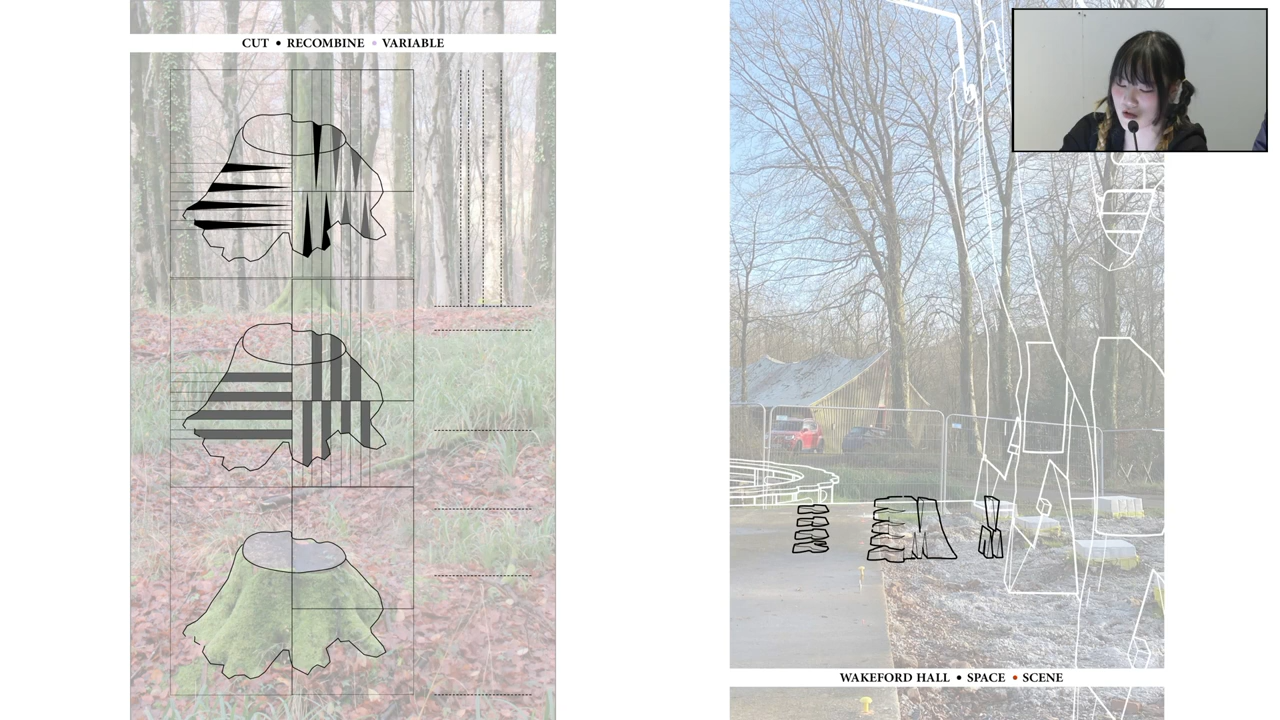 CUT • RECOMBINE • VARIABLE
WAKEFORD HALL • SPACE • SCENE